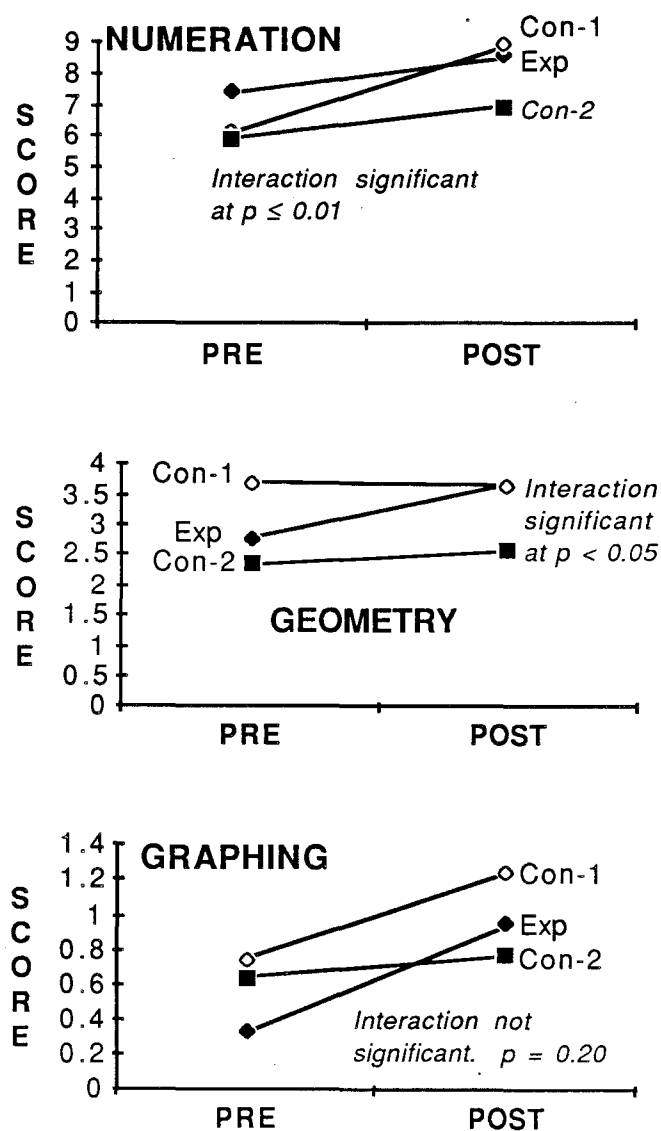 NUMERATION
Con-1
Exp
Con-2
SCORE
9
8
7
6
5
4
3
2
1
0
Interaction significant
at p ≤ 0.01
PRE POST
4
3.5
3
2.5
2
1.5
1
0.5
0
SCORE
Con-1
Exp
Con-2
Interaction
significant
at p < 0.05
GEOMETRY
PRE POST
1.4
1.2
1
0.8
0.6
0.4
0.2
0
SCORE
GRAPHING
Con-1
Exp
Con-2
Interaction not
significant. p = 0.20
PRE POST